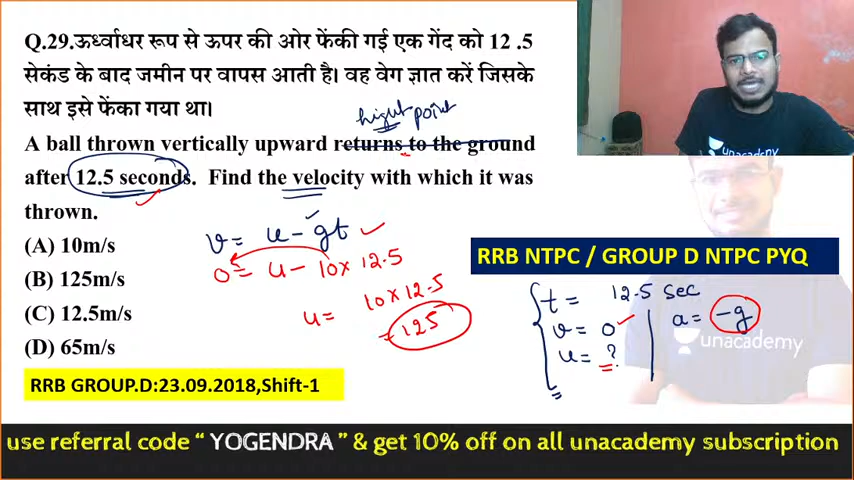 Q.29.ऊर्ध्वाधर रूप से ऊपर की ओर फेंकी गई एक गेंद को 12 .5
सेकंड के बाद जमीन पर वापस आती है। वह वेग ज्ञात करें जिसके
साथ इसे फेंका गया था।
hight point
A ball thrown vertically upward returns to the ground
after 12.5 seconds. Find the velocity with which it was
thrown.
(A) 10m/s
(B) 125m/s
(C) 12.5m/s
(D) 65m/s
RRB GROUP.D:23.09.2018,Shift-1
v = u - gt
0 = u - 10 x 12.5
u = 10 x 12.5
= 125
unacademy
RRB NTPC / GROUP D NTPC PYQ
t = 12.5 sec
v = 0
u = ?
a = -g
unacademy
use referral code “ YOGENDRA ” & get 10% off on all unacademy subscription